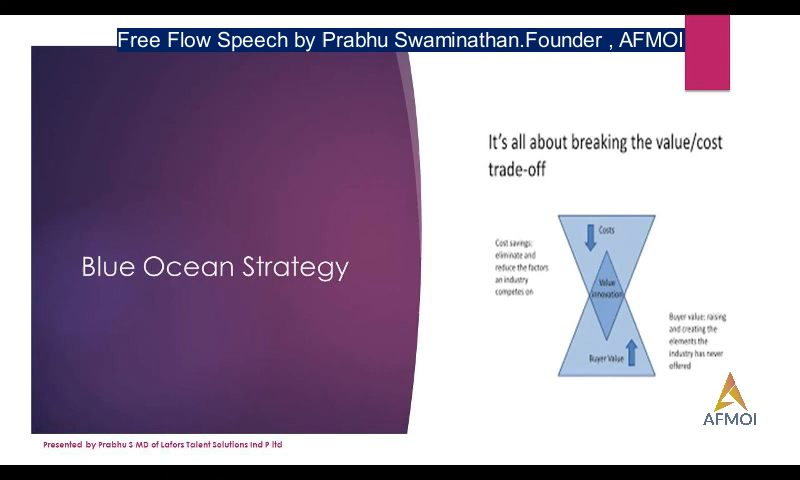 Free Flow Speech by Prabhu Swaminathan.Founder , AFMOI
Blue Ocean Strategy
It's all about breaking the value/cost
trade-off
Cost savings:
eliminate and
reduce the factors
an industry
competes on
Costs
Value
innovation
Buyer Value
Buyer value: raising
and creating the
elements the
industry has never
offered
AFMOI
Presented by Prabhu S MD of Lafors Talent Solutions Ind P ltd